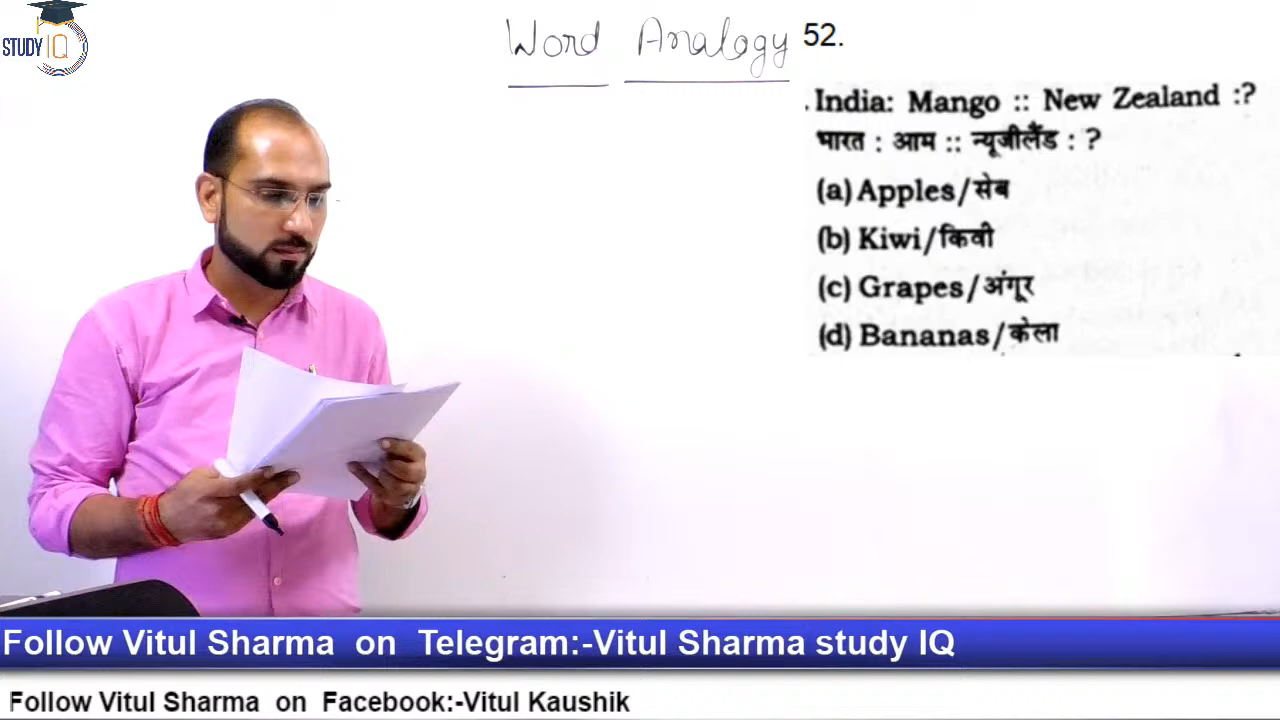 STUDY IQ
Word Analogy 52.
India: Mango :: New Zealand :?
भारत : आम :: न्यूजीलैंड : ?
(a) Apples/सेब
(b) Kiwi/किवी
(c) Grapes/अंगूर
(d) Bananas/केला
Follow Vitul Sharma on Telegram:-Vitul Sharma study IQ
Follow Vitul Sharma on Facebook:-Vitul Kaushik